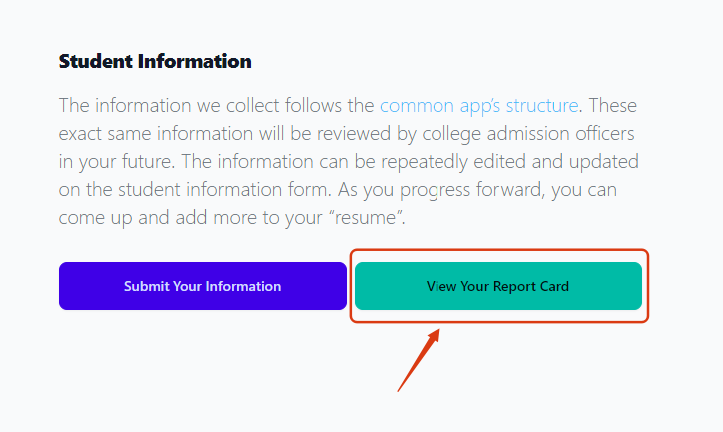 Student Information
The information we collect follows the common app's structure. These
exact same information will be reviewed by college admission officers
in your future. The information can be repeatedly edited and updated
on the student information form. As you progress forward, you can
come up and add more to your “resume”.
Submit Your Information
View Your Report Card